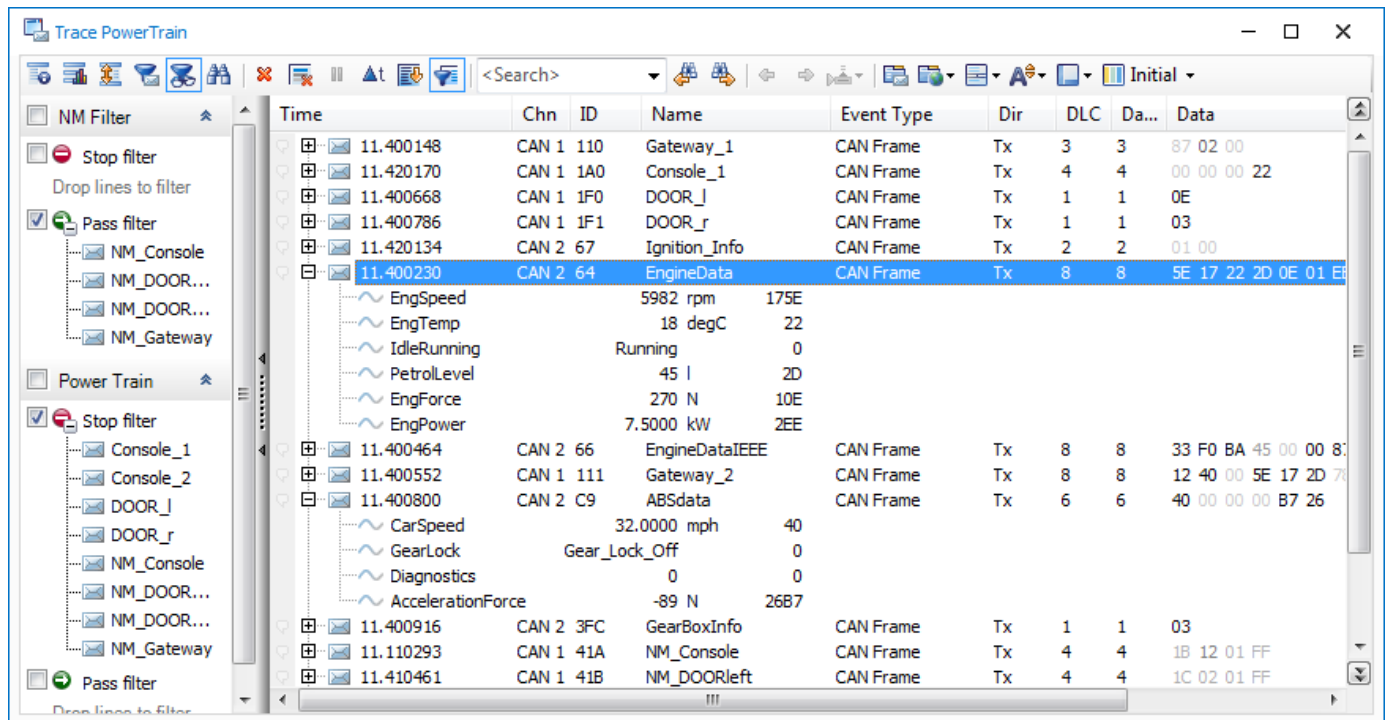 Trace PowerTrain
<Search> Initial
NM Filter
Stop filter
Drop lines to filter
Pass filter
NM_Console
NM_DOOR...
NM_DOOR...
NM_Gateway
Power Train
Stop filter
Console_1
Console_2
DOOR_l
DOOR_r
NM_Console
NM_DOOR...
NM_DOOR...
NM_Gateway
Pass filter
Drop lines to filter
Time Chn ID Name Event Type Dir DLC Da... Data
11.400148 CAN 1 110 Gateway_1 CAN Frame Tx 3 3 87 02 00
11.420170 CAN 1 1A0 Console_1 CAN Frame Tx 4 4 00 00 00 22
11.400668 CAN 1 1F0 DOOR_l CAN Frame Tx 1 1 0E
11.400786 CAN 1 1F1 DOOR_r CAN Frame Tx 1 1 03
11.420134 CAN 2 67 Ignition_Info CAN Frame Tx 2 2 01 00
11.400230 CAN 2 64 EngineData CAN Frame Tx 8 8 5E 17 22 2D 0E 01 EE
EngSpeed 5982 rpm 175E
EngTemp 18 degC 22
IdleRunning Running 0
PetrolLevel 45 l 2D
EngForce 270 N 10E
EngPower 7.5000 kW 2EE
11.400464 CAN 2 66 EngineDataIEEE CAN Frame Tx 8 8 33 F0 BA 45 00 00
11.400552 CAN 1 111 Gateway_2 CAN Frame Tx 8 8 12 40 00 5E 17 2D
11.400800 CAN 2 C9 ABSdata CAN Frame Tx 6 6 40 00 00 00 B7 26
CarSpeed 32.0000 mph 40
GearLock Gear_Lock_Off 0
Diagnostics 0 0
AccelerationForce -89 N 26B7
11.400916 CAN 2 3FC GearBoxInfo CAN Frame Tx 1 1 03
11.110293 CAN 1 41A NM_Console CAN Frame Tx 4 4 1B 12 01 FF
11.410461 CAN 1 41B NM_DOORleft CAN Frame Tx 4 4 1C 02 01 FF